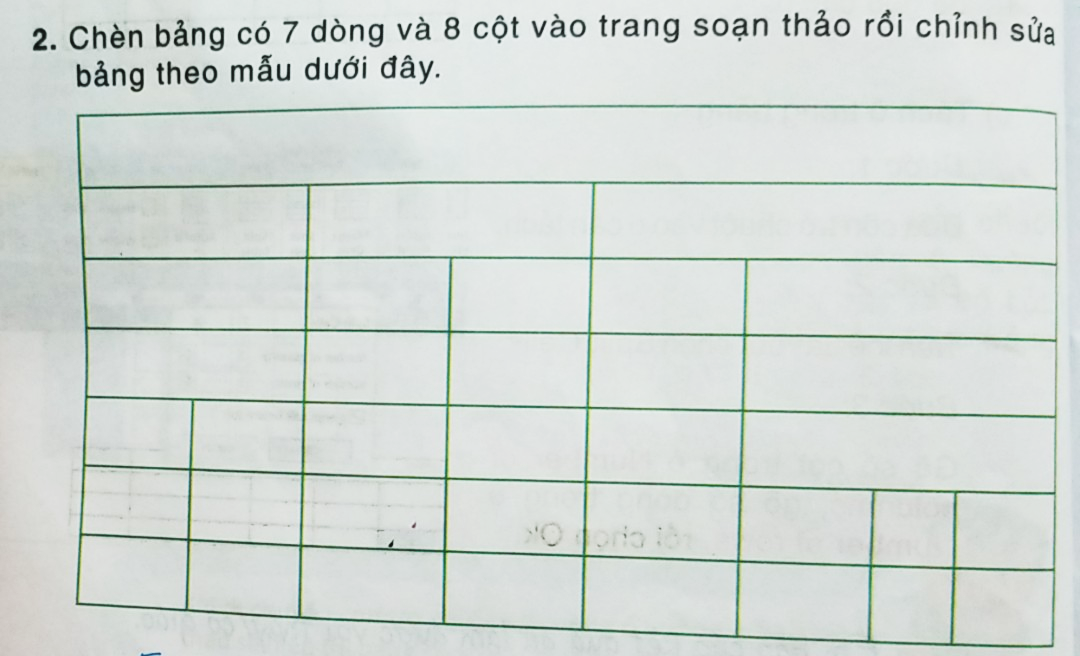 2. Chèn bảng có 7 dòng và 8 cột vào trang soạn thảo rồi chỉnh sửa
bảng theo mẫu dưới đây.